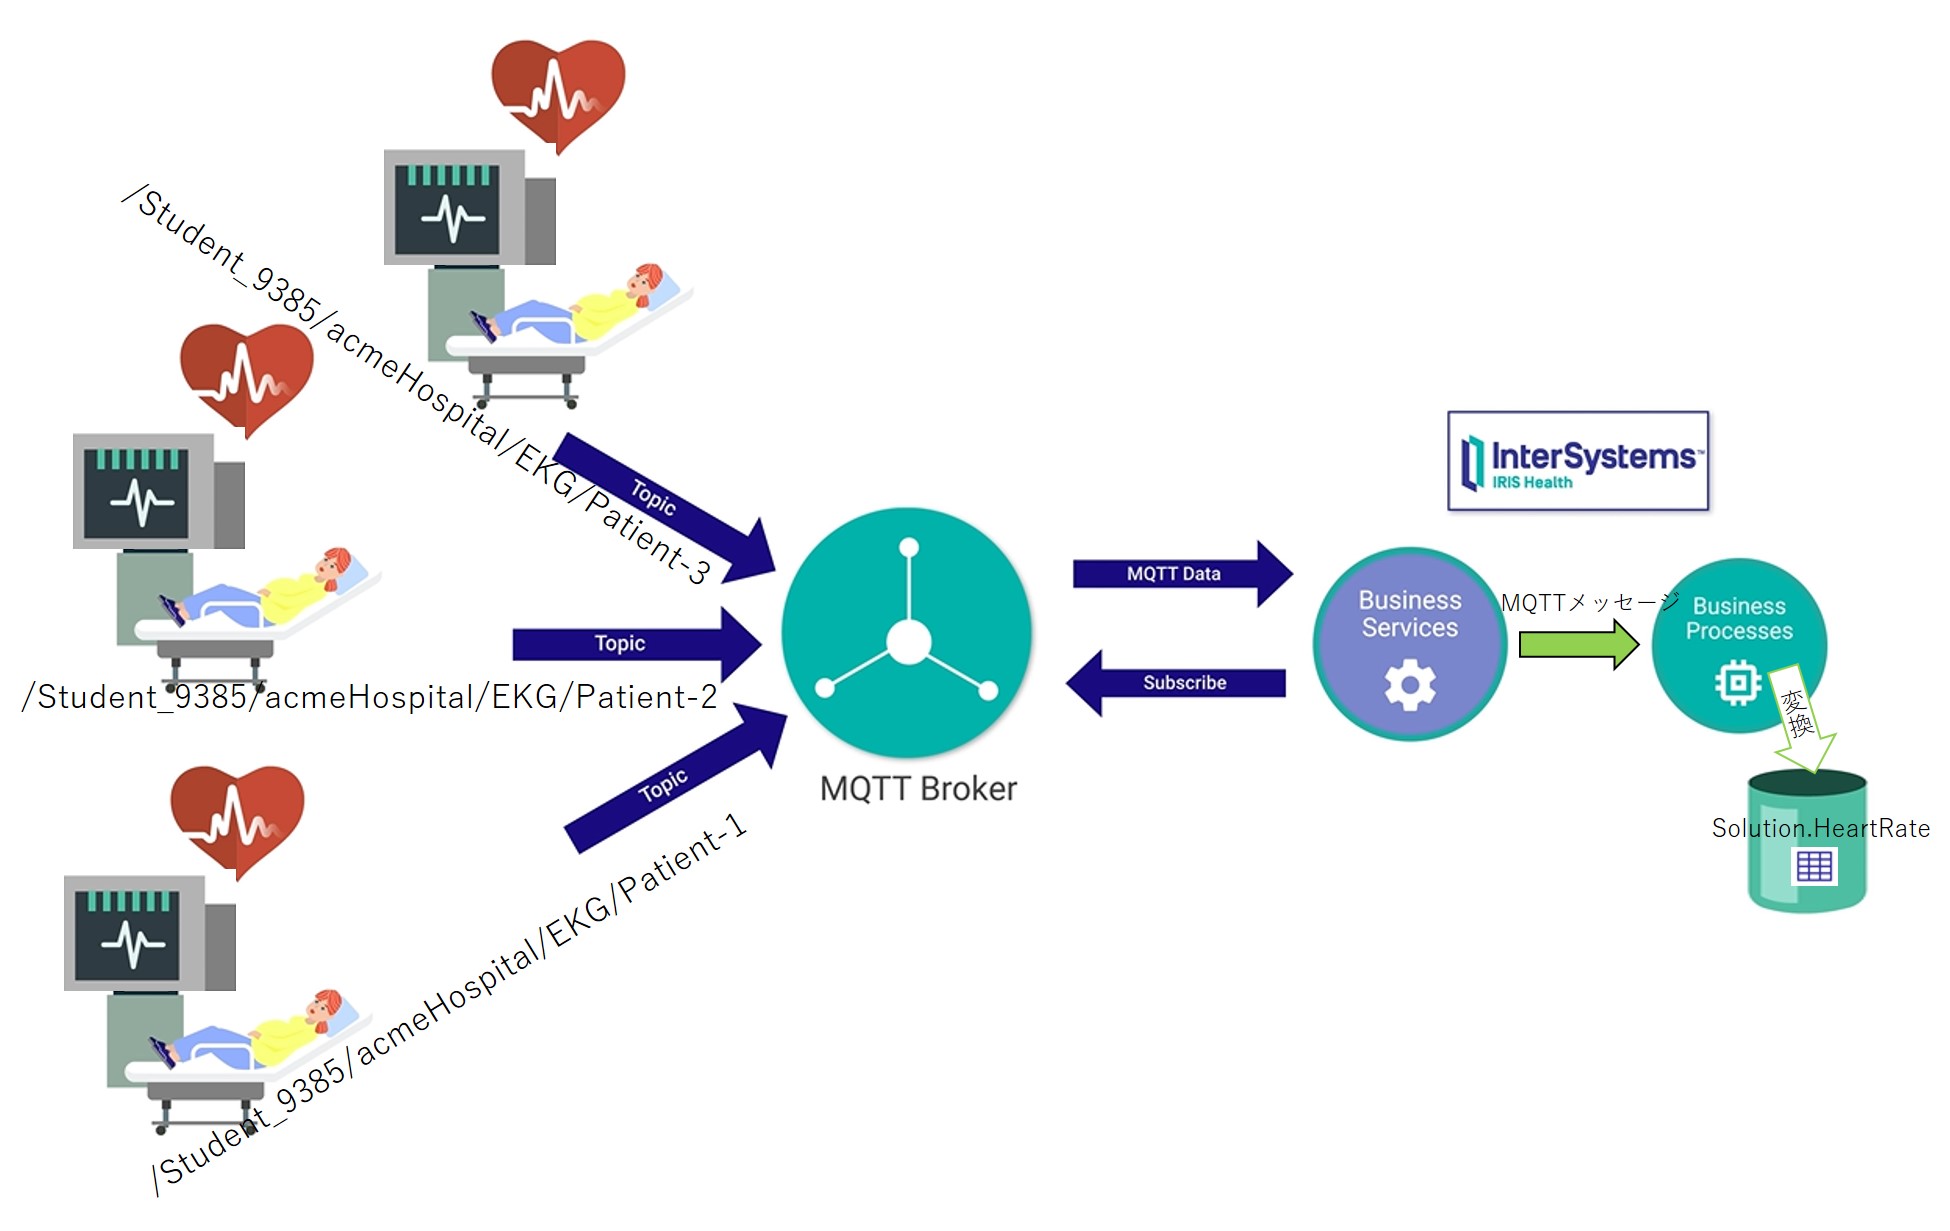 /Student_9385/acmeHospital/EKG/Patient-3
Topic
/Student_9385/acmeHospital/EKG/Patient-2
Topic
/Student_9385/acmeHospital/EKG/Patient-1
Topic
MQTT Broker
MQTT Data
Subscribe
InterSystems™
IRIS Health
Business
Services
MQTTメッセージ
Business
Processes
変換
Solution.HeartRate